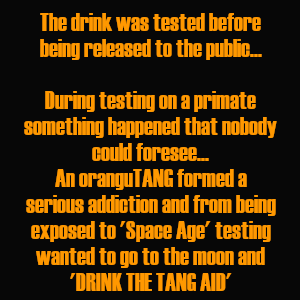 The drink was tested before
being released to the public...
During testing on a primate
something happened that nobody
could foresee...
An oranguTANG formed a
serious addiction and from being
exposed to 'Space Age' testing
wanted to go to the moon and
'DRINK THE TANG AID'